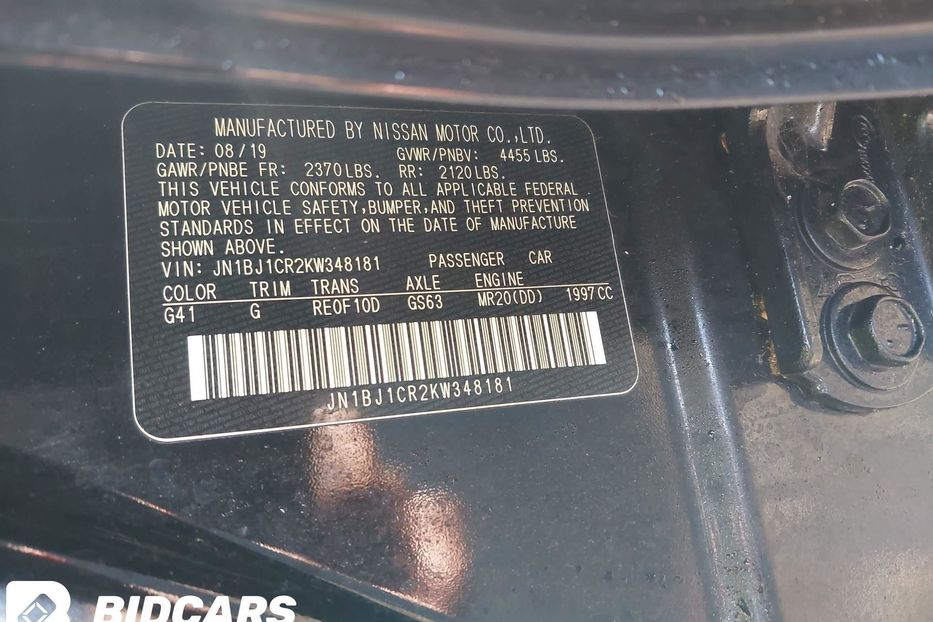 MANUFACTURED BY NISSAN MOTOR CO.,LTD.
DATE: 08/19 GVWR/PNBV: 4455 LBS.
GAWR/PNBE FR: 2370 LBS. RR: 2120 LBS.
THIS VEHICLE CONFORMS TO ALL APPLICABLE FEDERAL
MOTOR VEHICLE SAFETY,BUMPER,AND THEFT PREVENTION
STANDARDS IN EFFECT ON THE DATE OF MANUFACTURE
SHOWN ABOVE.
VIN: JN1BJ1CR2KW348181 PASSENGER CAR
COLOR TRIM TRANS AXLE ENGINE
G41 G RE0F10D GS63 MR20(DD) 1997 CC
JN1BJ1CR2KW348181
BIDCARS